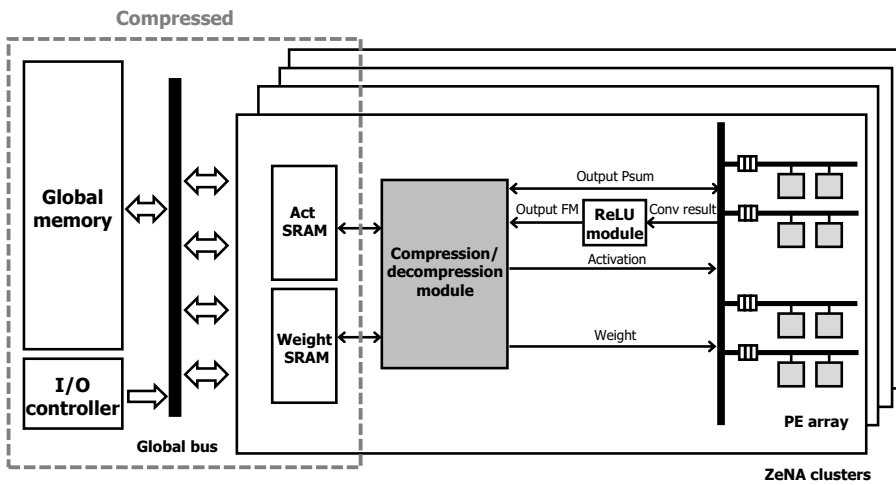 Compressed
Global
memory
I/O
controller
Global bus
Act
SRAM
Weight
SRAM
Compression/
decompression
module
Output Psum
Output FM
ReLU
module
Conv result
Activation
Weight
PE array
ZeNA clusters